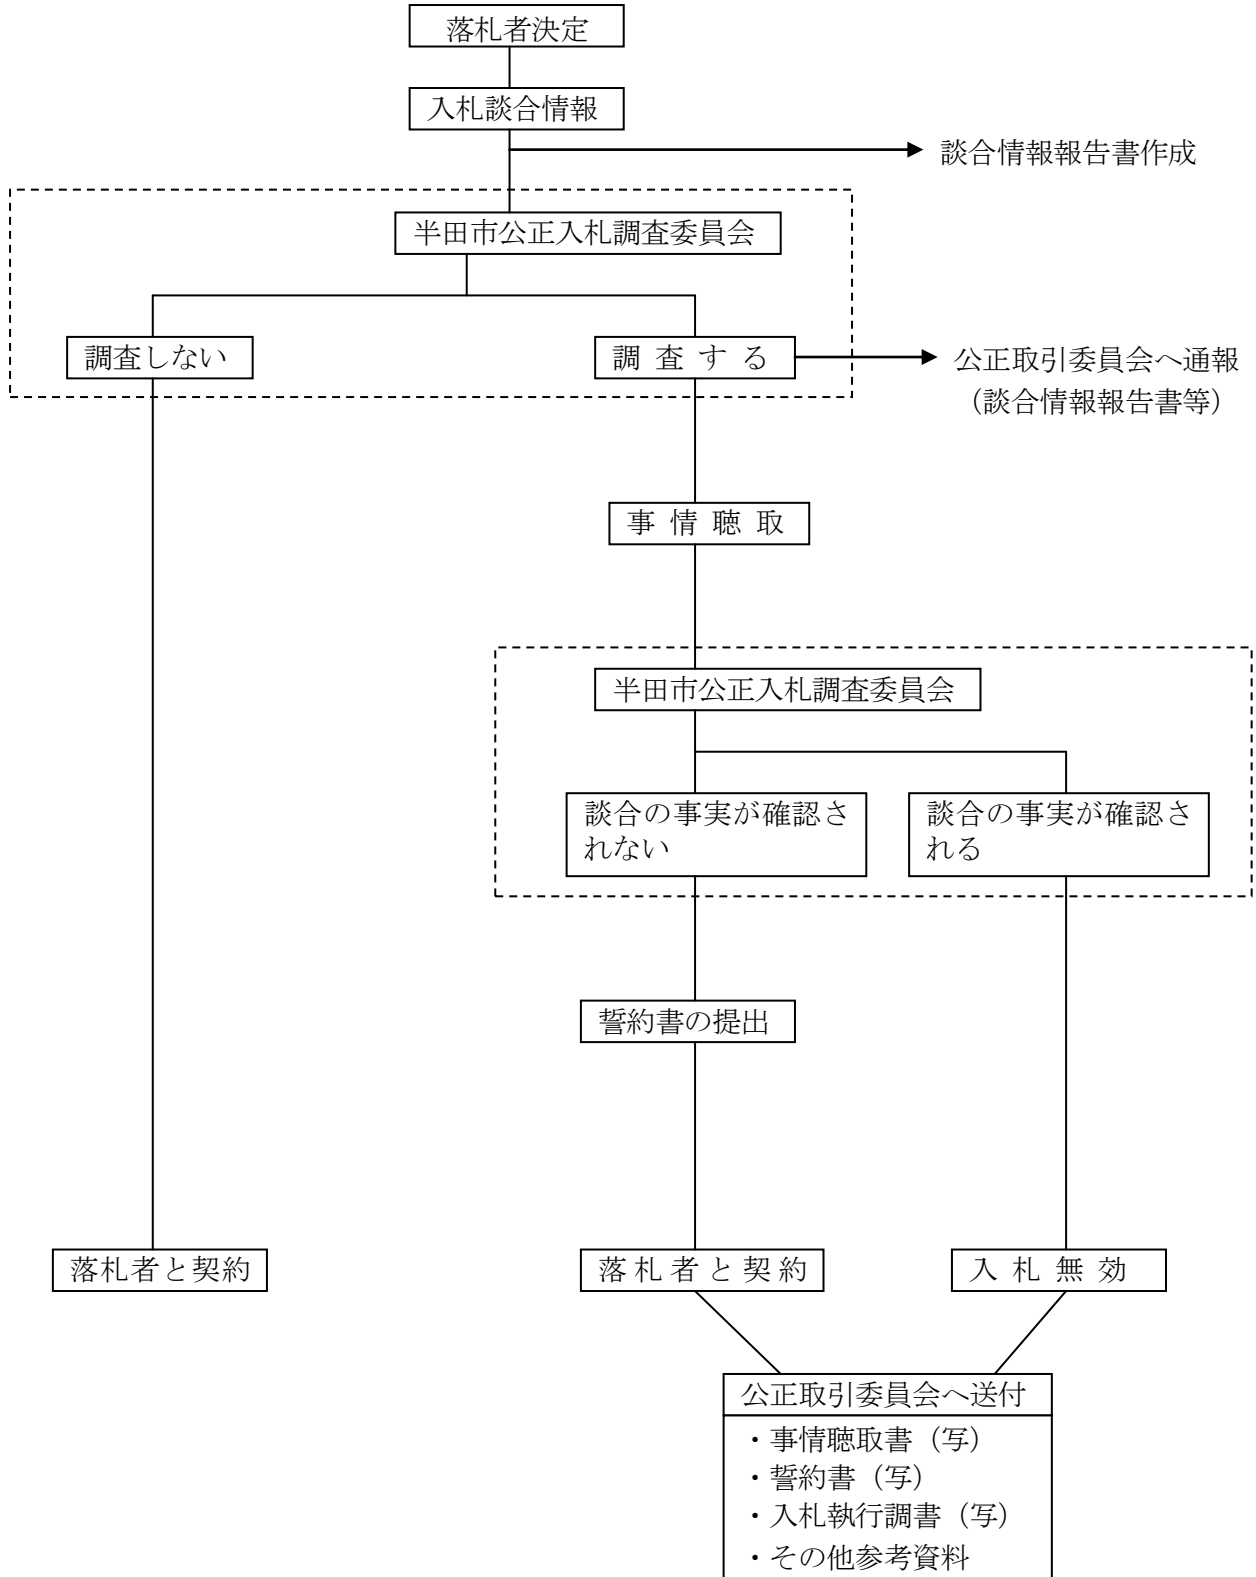 落札者決定
入札談合情報
談合情報報告書作成
半田市公正入札調査委員会
調査しない
調査する
公正取引委員会へ通報
（談合情報報告書等）
事情聴取
半田市公正入札調査委員会
談合の事実が確認さ
れない
談合の事実が確認さ
れる
誓約書の提出
落札者と契約
落札者と契約
入札無効
公正取引委員会へ送付
・事情聴取書（写）
・誓約書（写）
・入札執行調書（写）
・その他参考資料